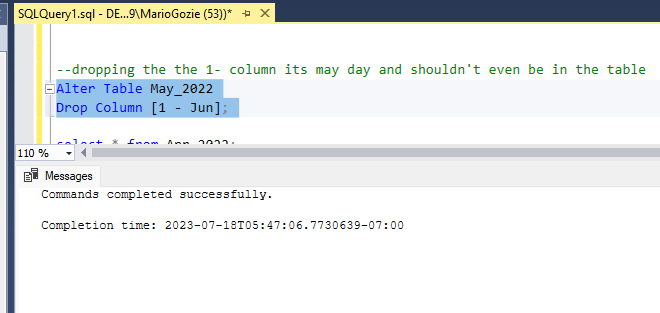 SQLQuery1.sql - DE...9\MarioGozie (53))*
--dropping the the 1- column its may day and shouldn't even be in the table
Alter Table May_2022
Drop Column [1 - Jun];
select * from Apr_2022;
110 %
Messages
Commands completed successfully.
Completion time: 2023-07-18T05:47:06.7730639-07:00